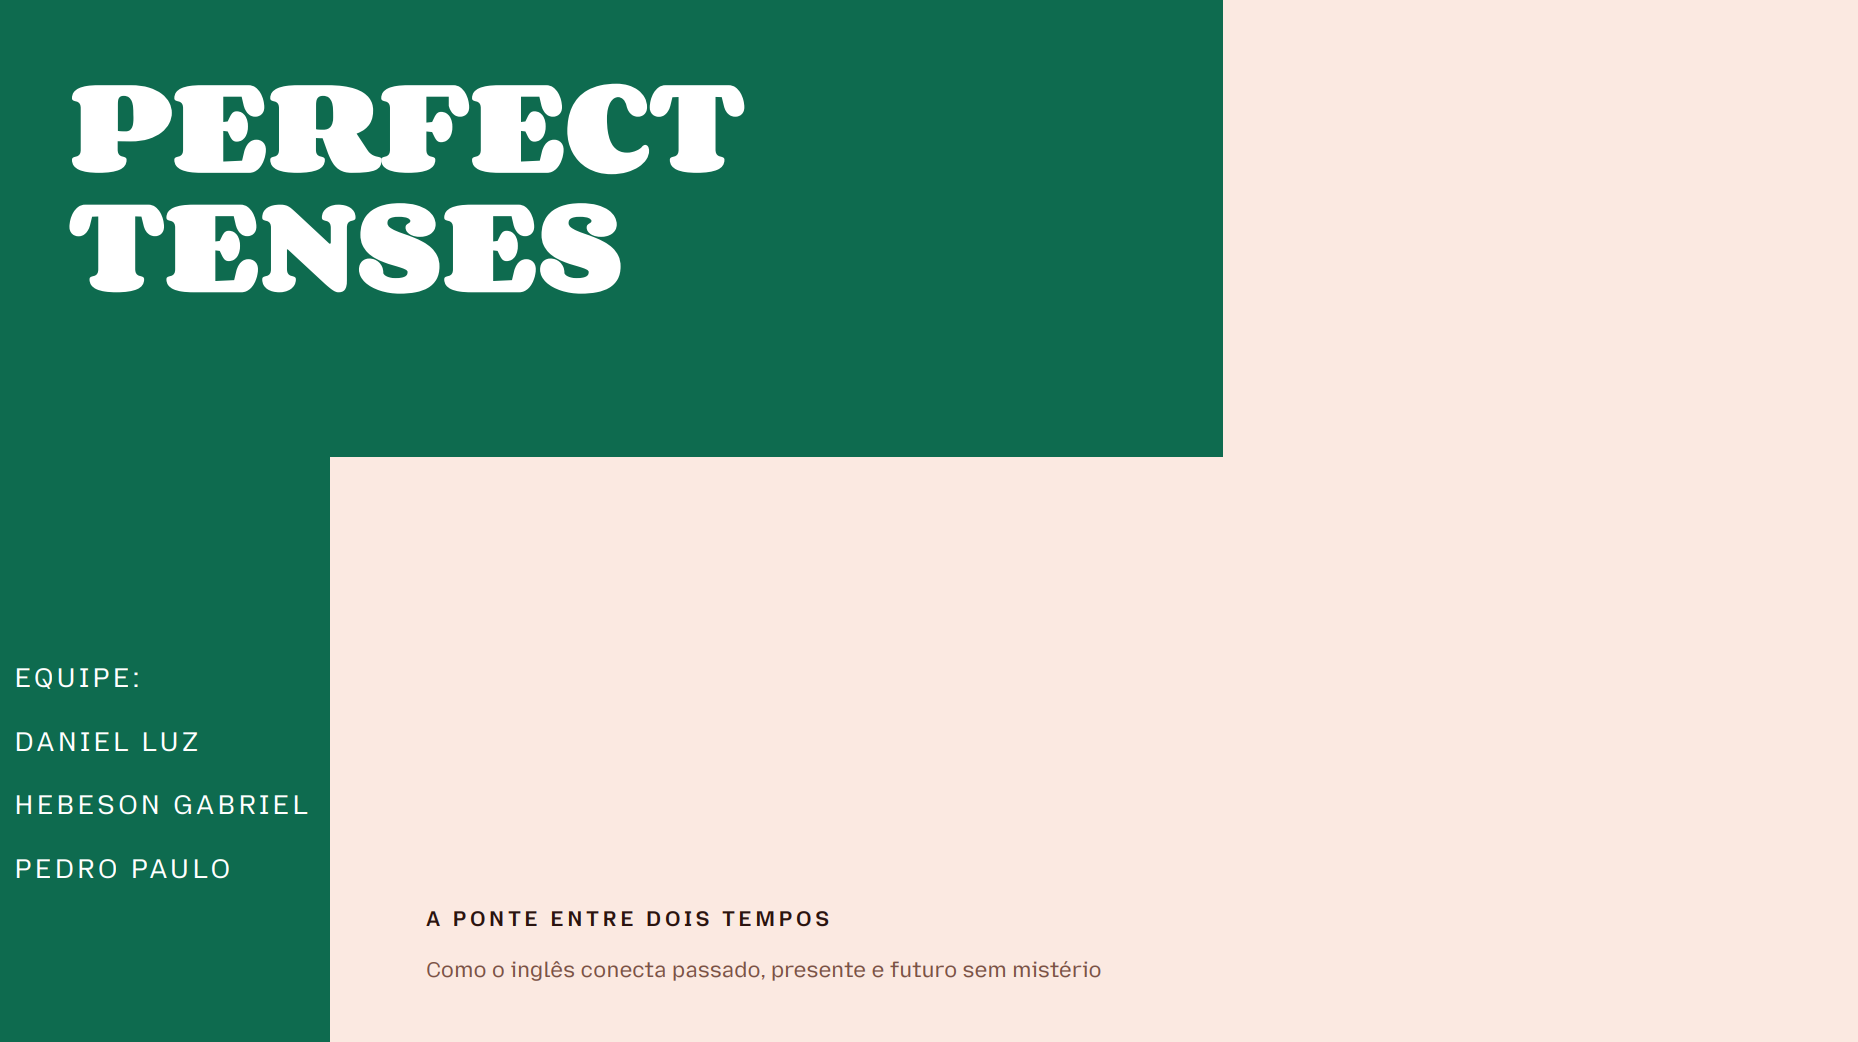 PERFECT
TENSES
EQUIPE:
DANIEL LUZ
HEBESON GABRIEL
PEDRO PAULO
A PONTE ENTRE DOIS TEMPOS
Como o inglês conecta passado, presente e futuro sem mistério